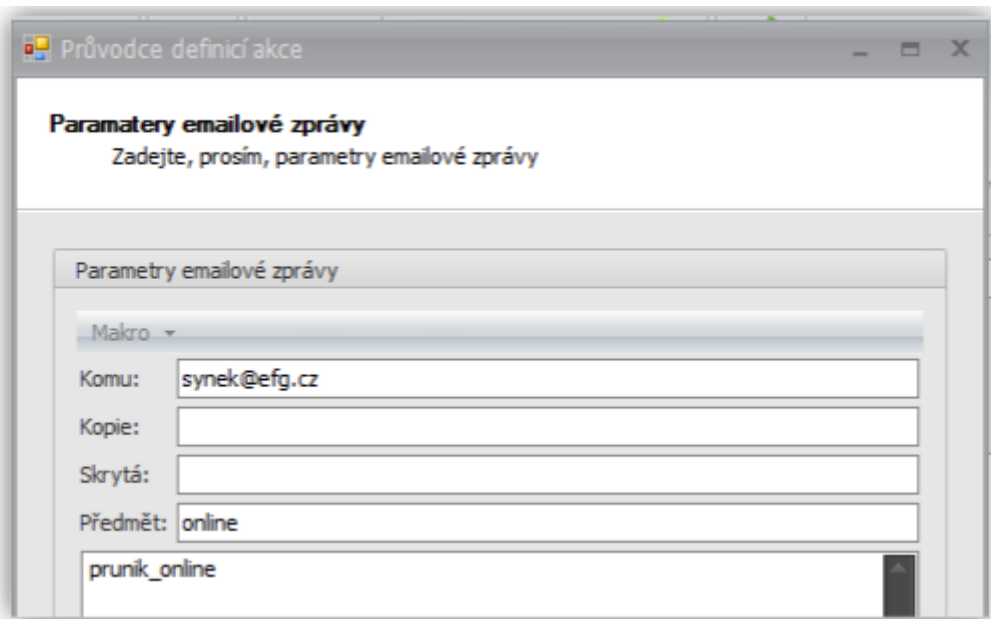 Průvodce definicí akce
Paramatery emailové zprávy
Zadejte, prosím, parametry emailové zprávy
Parametry emailové zprávy
Makro
Komu: synek@efg.cz
Kopie:
Skrytá:
Předmět: online
prunik_online